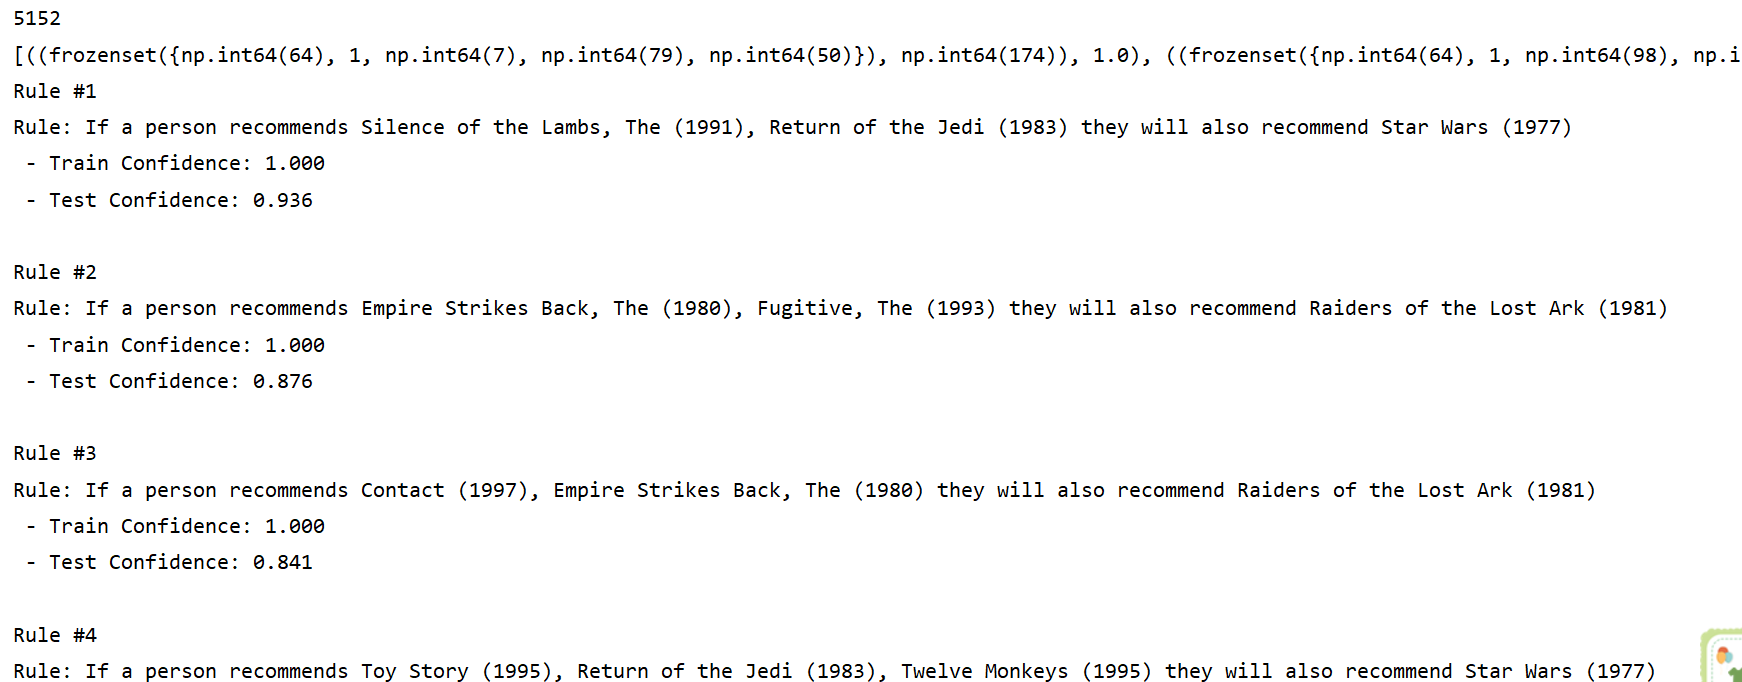 5152
[((frozenset({np.int64(64), 1, np.int64(7), np.int64(79), np.int64(50)}), np.int64(174)), 1.0), ((frozenset({np.int64(64), 1, np.int64(98), np.i
Rule #1
Rule: If a person recommends Silence of the Lambs, The (1991), Return of the Jedi (1983) they will also recommend Star Wars (1977)
 - Train Confidence: 1.000
 - Test Confidence: 0.936
Rule #2
Rule: If a person recommends Empire Strikes Back, The (1980), Fugitive, The (1993) they will also recommend Raiders of the Lost Ark (1981)
 - Train Confidence: 1.000
 - Test Confidence: 0.876
Rule #3
Rule: If a person recommends Contact (1997), Empire Strikes Back, The (1980) they will also recommend Raiders of the Lost Ark (1981)
 - Train Confidence: 1.000
 - Test Confidence: 0.841
Rule #4
Rule: If a person recommends Toy Story (1995), Return of the Jedi (1983), Twelve Monkeys (1995) they will also recommend Star Wars (1977)